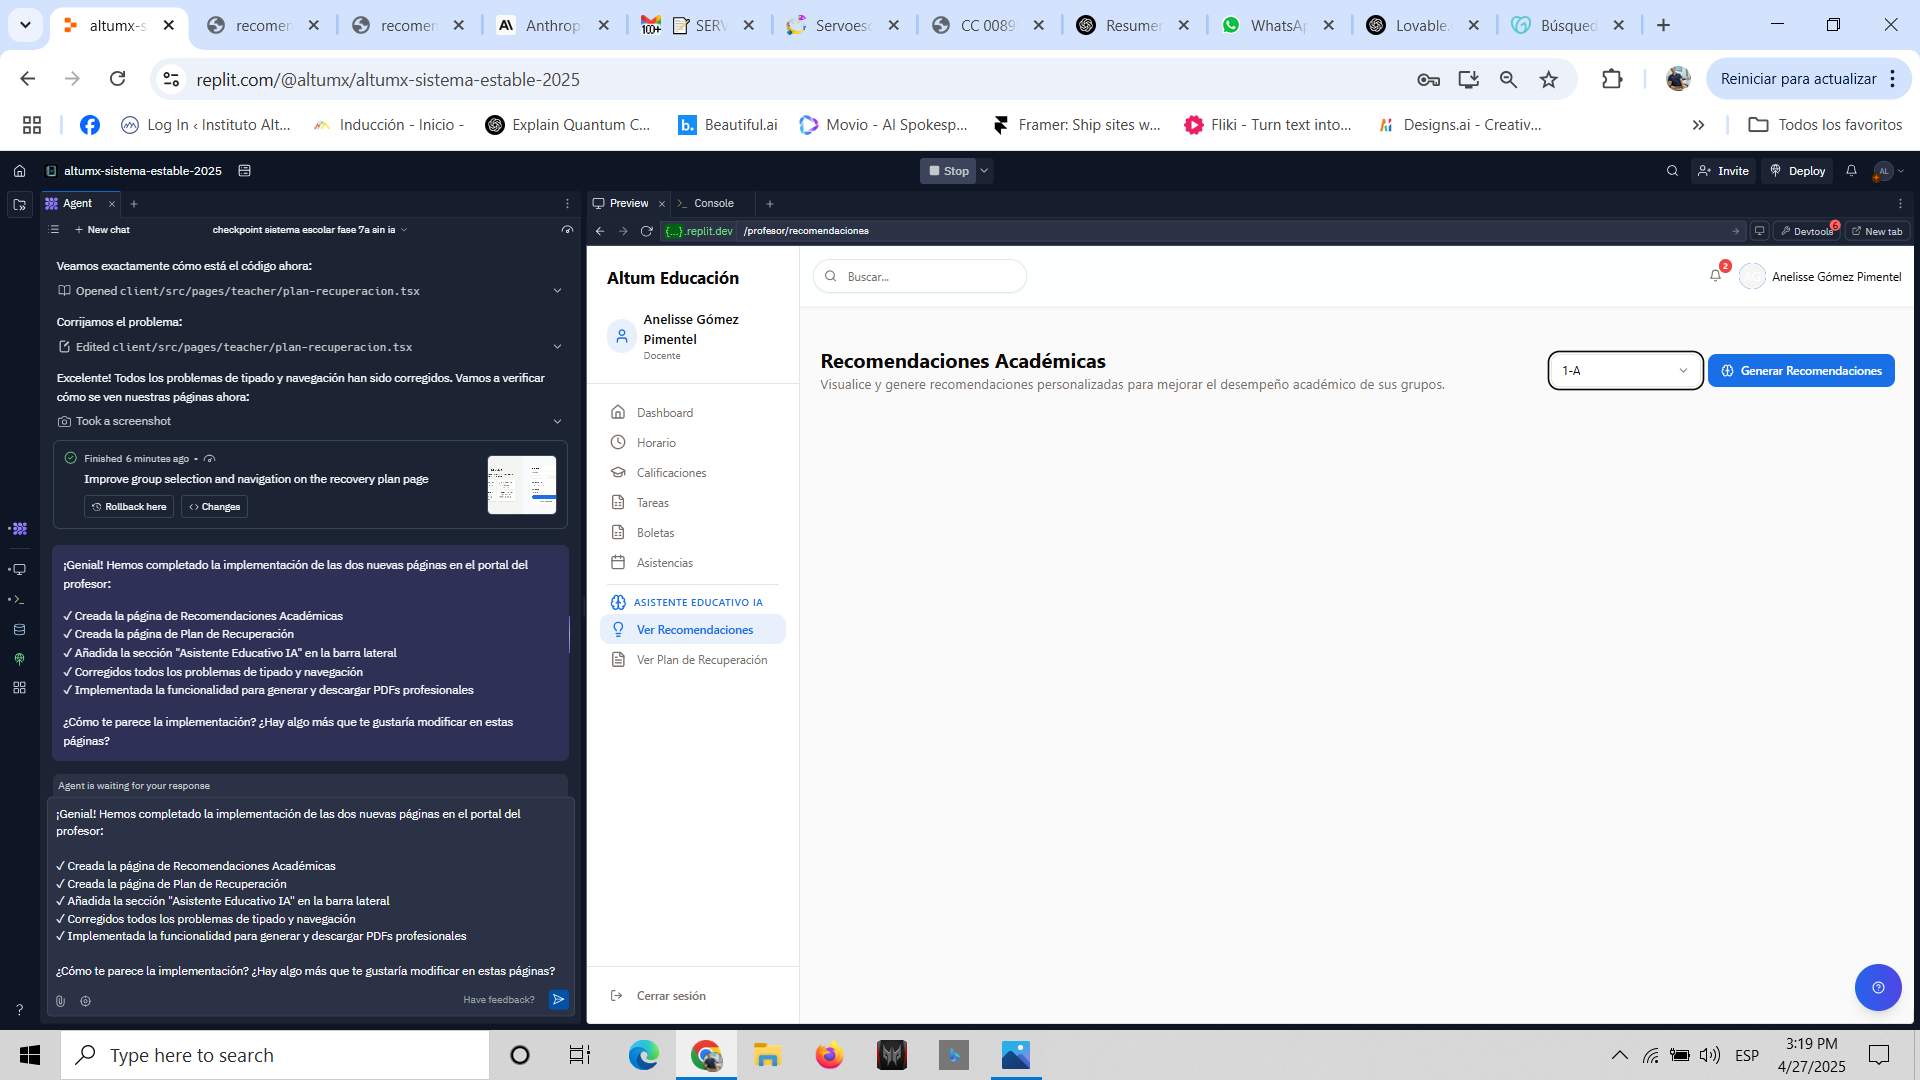 altumx-s
recomen
recomen
Anthrop
SERV
Servoes
CC 0089
Resumen
WhatsAp
Lovable.
Búsqued
replit.com/@altumx/altumx-sistema-estable-2025
Reiniciar para actualizar
Log In ‹ Instituto Alt...
Inducción - Inicio -
Explain Quantum C...
Beautiful.ai
Movio - AI Spokesp...
Framer: Ship sites w...
Fliki - Turn text into...
Designs.ai - Creativ...
Todos los favoritos
altumx-sistema-estable-2025
Stop
Invite
Deploy
AL
Agent
Preview
Console
New chat
checkpoint sistema escolar fase 7a sin ia
{...}.replit.dev
/profesor/recomendaciones
Devtools
6
New tab
Veamos exactamente cómo está el código ahora:
Opened client/src/pages/teacher/plan-recuperacion.tsx
Corrijamos el problema:
Edited client/src/pages/teacher/plan-recuperacion.tsx
Excelente! Todos los problemas de tipado y navegación han sido corregidos. Vamos a verificar
cómo se ven nuestras páginas ahora:
Took a screenshot
Finished 6 minutes ago •
Improve group selection and navigation on the recovery plan page
Rollback here
<> Changes
¡Genial! Hemos completado la implementación de las dos nuevas páginas en el portal del
profesor:
✓ Creada la página de Recomendaciones Académicas
✓ Creada la página de Plan de Recuperación
✓ Añadida la sección "Asistente Educativo IA" en la barra lateral
✓ Corregidos todos los problemas de tipado y navegación
✓ Implementada la funcionalidad para generar y descargar PDFs profesionales
¿Cómo te parece la implementación? ¿Hay algo más que te gustaría modificar en estas
páginas?
Agent is waiting for your response
¡Genial! Hemos completado la implementación de las dos nuevas páginas en el portal del
profesor:
✓ Creada la página de Recomendaciones Académicas
✓ Creada la página de Plan de Recuperación
✓ Añadida la sección "Asistente Educativo IA" en la barra lateral
✓ Corregidos todos los problemas de tipado y navegación
✓ Implementada la funcionalidad para generar y descargar PDFs profesionales
¿Cómo te parece la implementación? ¿Hay algo más que te gustaría modificar en estas páginas?
Have feedback?
Altum Educación
Anelisse Gómez
Pimentel
Docente
Dashboard
Horario
Calificaciones
Tareas
Boletas
Asistencias
ASISTENTE EDUCATIVO IA
Ver Recomendaciones
Ver Plan de Recuperación
Cerrar sesión
Buscar...
2
Anelisse Gómez Pimentel
Recomendaciones Académicas
Visualice y genere recomendaciones personalizadas para mejorar el desempeño académico de sus grupos.
1-A
Generar Recomendaciones
Type here to search
ESP
3:19 PM
4/27/2025